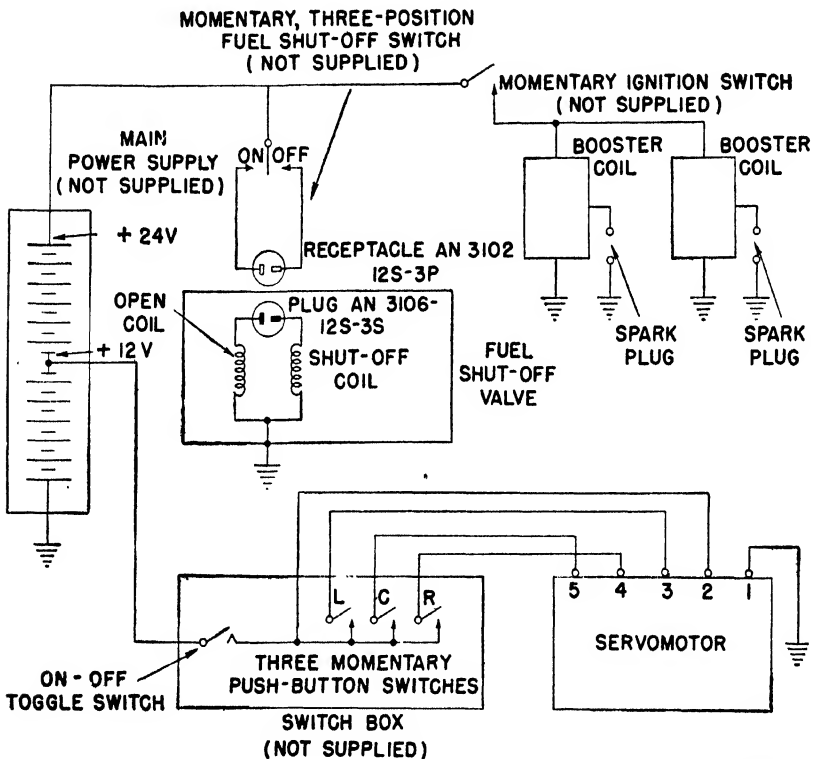 MOMENTARY, THREE-POSITION
FUEL SHUT-OFF SWITCH
(NOT SUPPLIED)
MOMENTARY IGNITION SWITCH
(NOT SUPPLIED)
MAIN
POWER SUPPLY
(NOT SUPPLIED)
ON OFF
BOOSTER
COIL
BOOSTER
COIL
+ 24V
RECEPTACLE AN 3102
12S-3P
OPEN
COIL
PLUG AN 3106-
12S-3S
+ 12V
SHUT-OFF
COIL
FUEL
SHUT-OFF
VALVE
SPARK
PLUG
SPARK
PLUG
L C R
5 4 3 2 1
SERVOMOTOR
THREE MOMENTARY
PUSH-BUTTON SWITCHES
ON-OFF
TOGGLE SWITCH
SWITCH BOX
(NOT SUPPLIED)